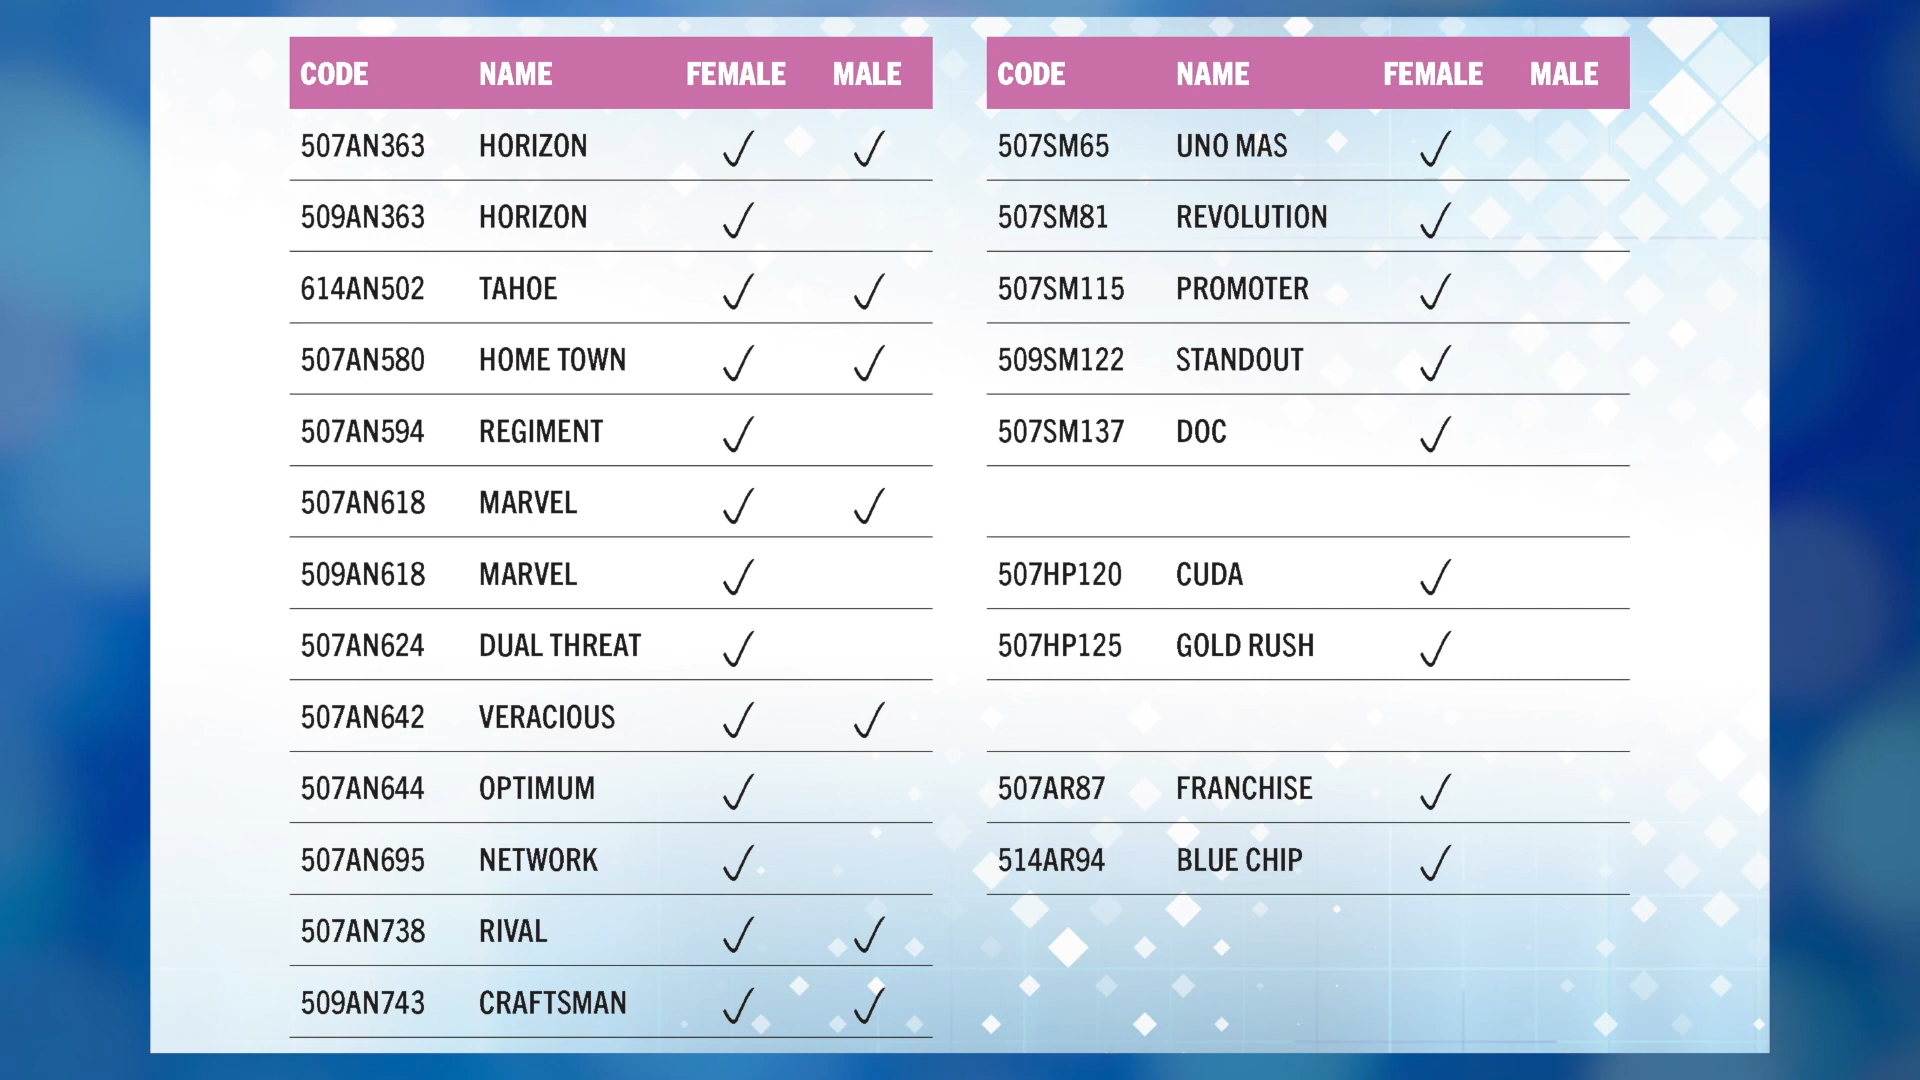 CODE NAME FEMALE MALE
507AN363 HORIZON ✓ ✓
509AN363 HORIZON ✓
614AN502 TAHOE ✓ ✓
507AN580 HOME TOWN ✓ ✓
507AN594 REGIMENT ✓
507AN618 MARVEL ✓ ✓
509AN618 MARVEL ✓
507AN624 DUAL THREAT ✓
507AN642 VERACIOUS ✓ ✓
507AN644 OPTIMUM ✓
507AN695 NETWORK ✓
507AN738 RIVAL ✓ ✓
509AN743 CRAFTSMAN ✓ ✓
CODE NAME FEMALE MALE
507SM65 UNO MAS ✓
507SM81 REVOLUTION ✓
507SM115 PROMOTER ✓
509SM122 STANDOUT ✓
507SM137 DOC ✓
507HP120 CUDA ✓
507HP125 GOLD RUSH ✓
507AR87 FRANCHISE ✓
514AR94 BLUE CHIP ✓